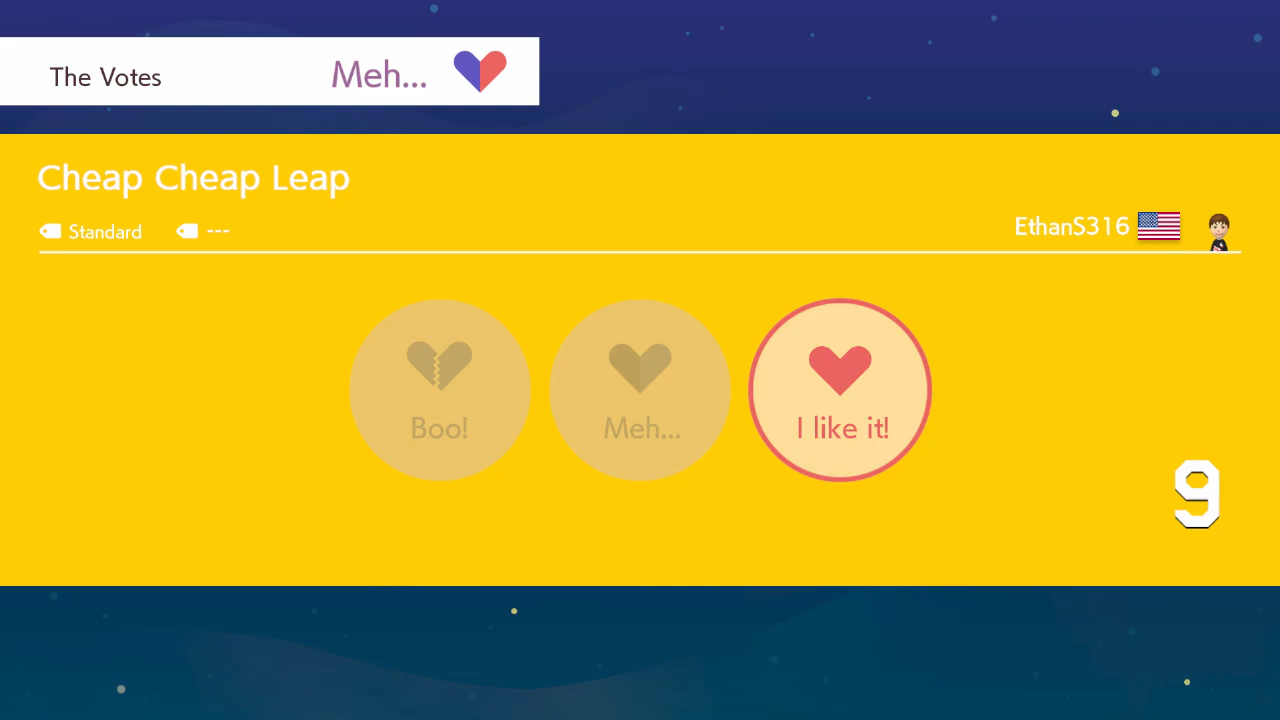 The Votes
Meh...
Cheap Cheap Leap
Standard
---
EthanS316
Boo!
Meh...
I like it!
9